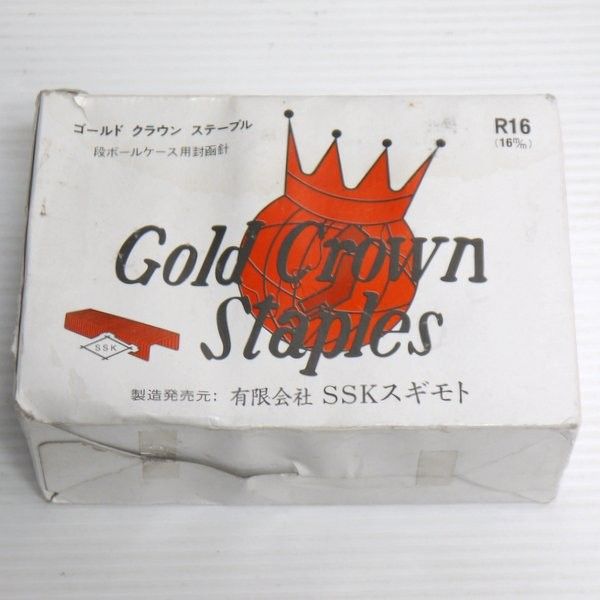 ゴールド クラウン ステープル
段ボールケース用封函針
R16
(16m/m)
Gold Crown
Staples
SSK
製造発売元: 有限会社 SSKスギモト